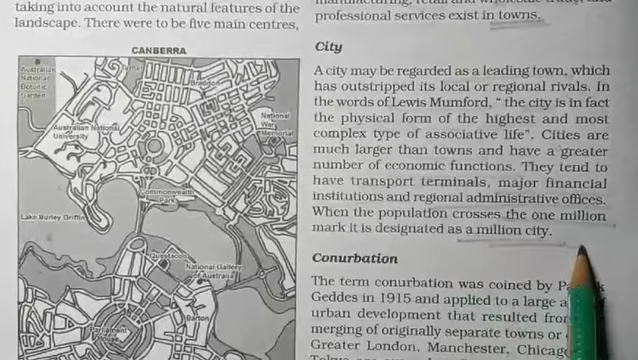 taking into account the natural features of the
landscape. There were to be five main centres,
CANBERRA
Australian
National
Botanic
Garden
Braddon
Australian National
University
National
War
Memorial
Commonwealth
Park
Lake Burley Griffin
Questacon
National Gallery
of Australia
Barton
Parliament
House
professional services exist in towns.
City
A city may be regarded as a leading town, which
has outstripped its local or regional rivals. In
the words of Lewis Mumford, “ the city is in fact
the physical form of the highest and most
complex type of associative life”. Cities are
much larger than towns and have a greater
number of economic functions. They tend to
have transport terminals, major financial
institutions and regional administrative offices.
When the population crosses the one million
mark it is designated as a million city.
Conurbation
The term conurbation was coined by
Geddes in 1915 and applied to a large
urban development that resulted
merging of originally separate towns or
Greater London, Manchester,